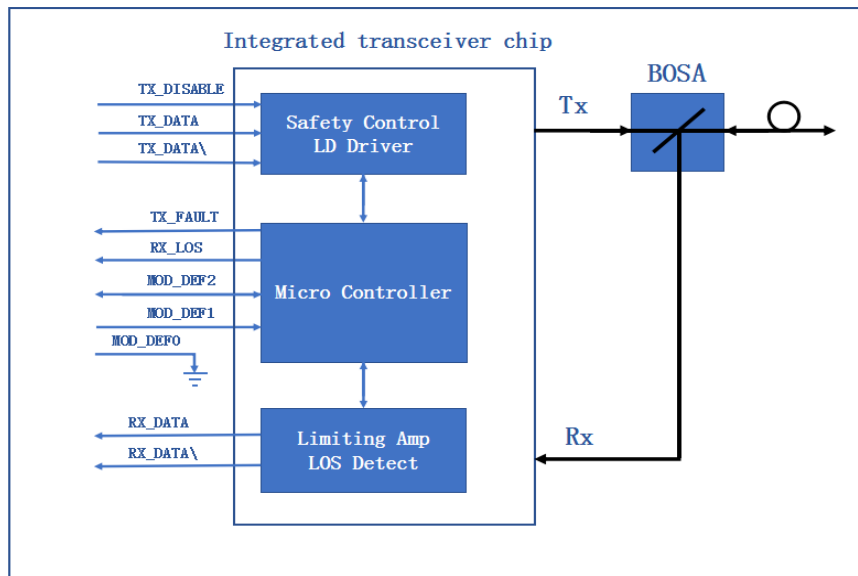 Integrated transceiver chip
BOSA
TX_DISABLE
TX_DATA
TX_DATA\
Safety Control
LD Driver
Tx
TX_FAULT
RX_LOS
MOD_DEF2
MOD_DEF1
MOD_DEF0
Micro Controller
RX_DATA
RX_DATA\
Limiting Amp
LOS Detect
Rx